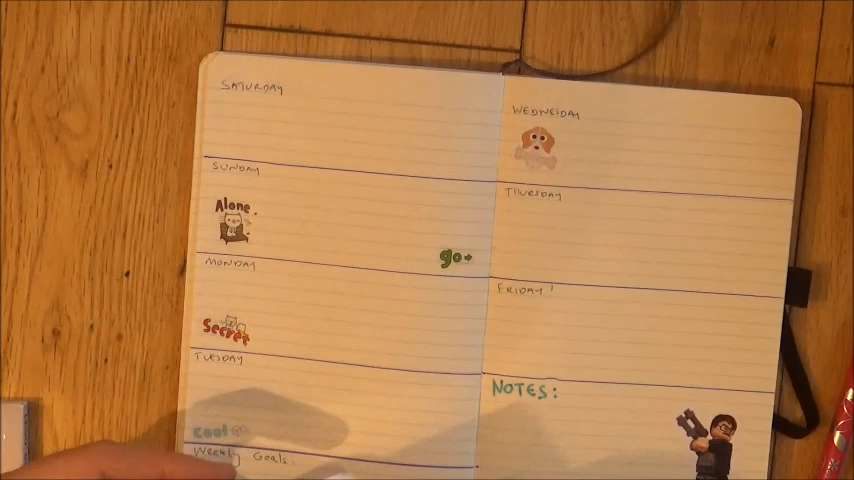 SATURDAY
SUNDAY
Alone.
go→
MONDAY
Secret
TUESDAY
cool
Weekly Goals:
WEDNESDAY
THURSDAY
FRIDAY!
NOTES: